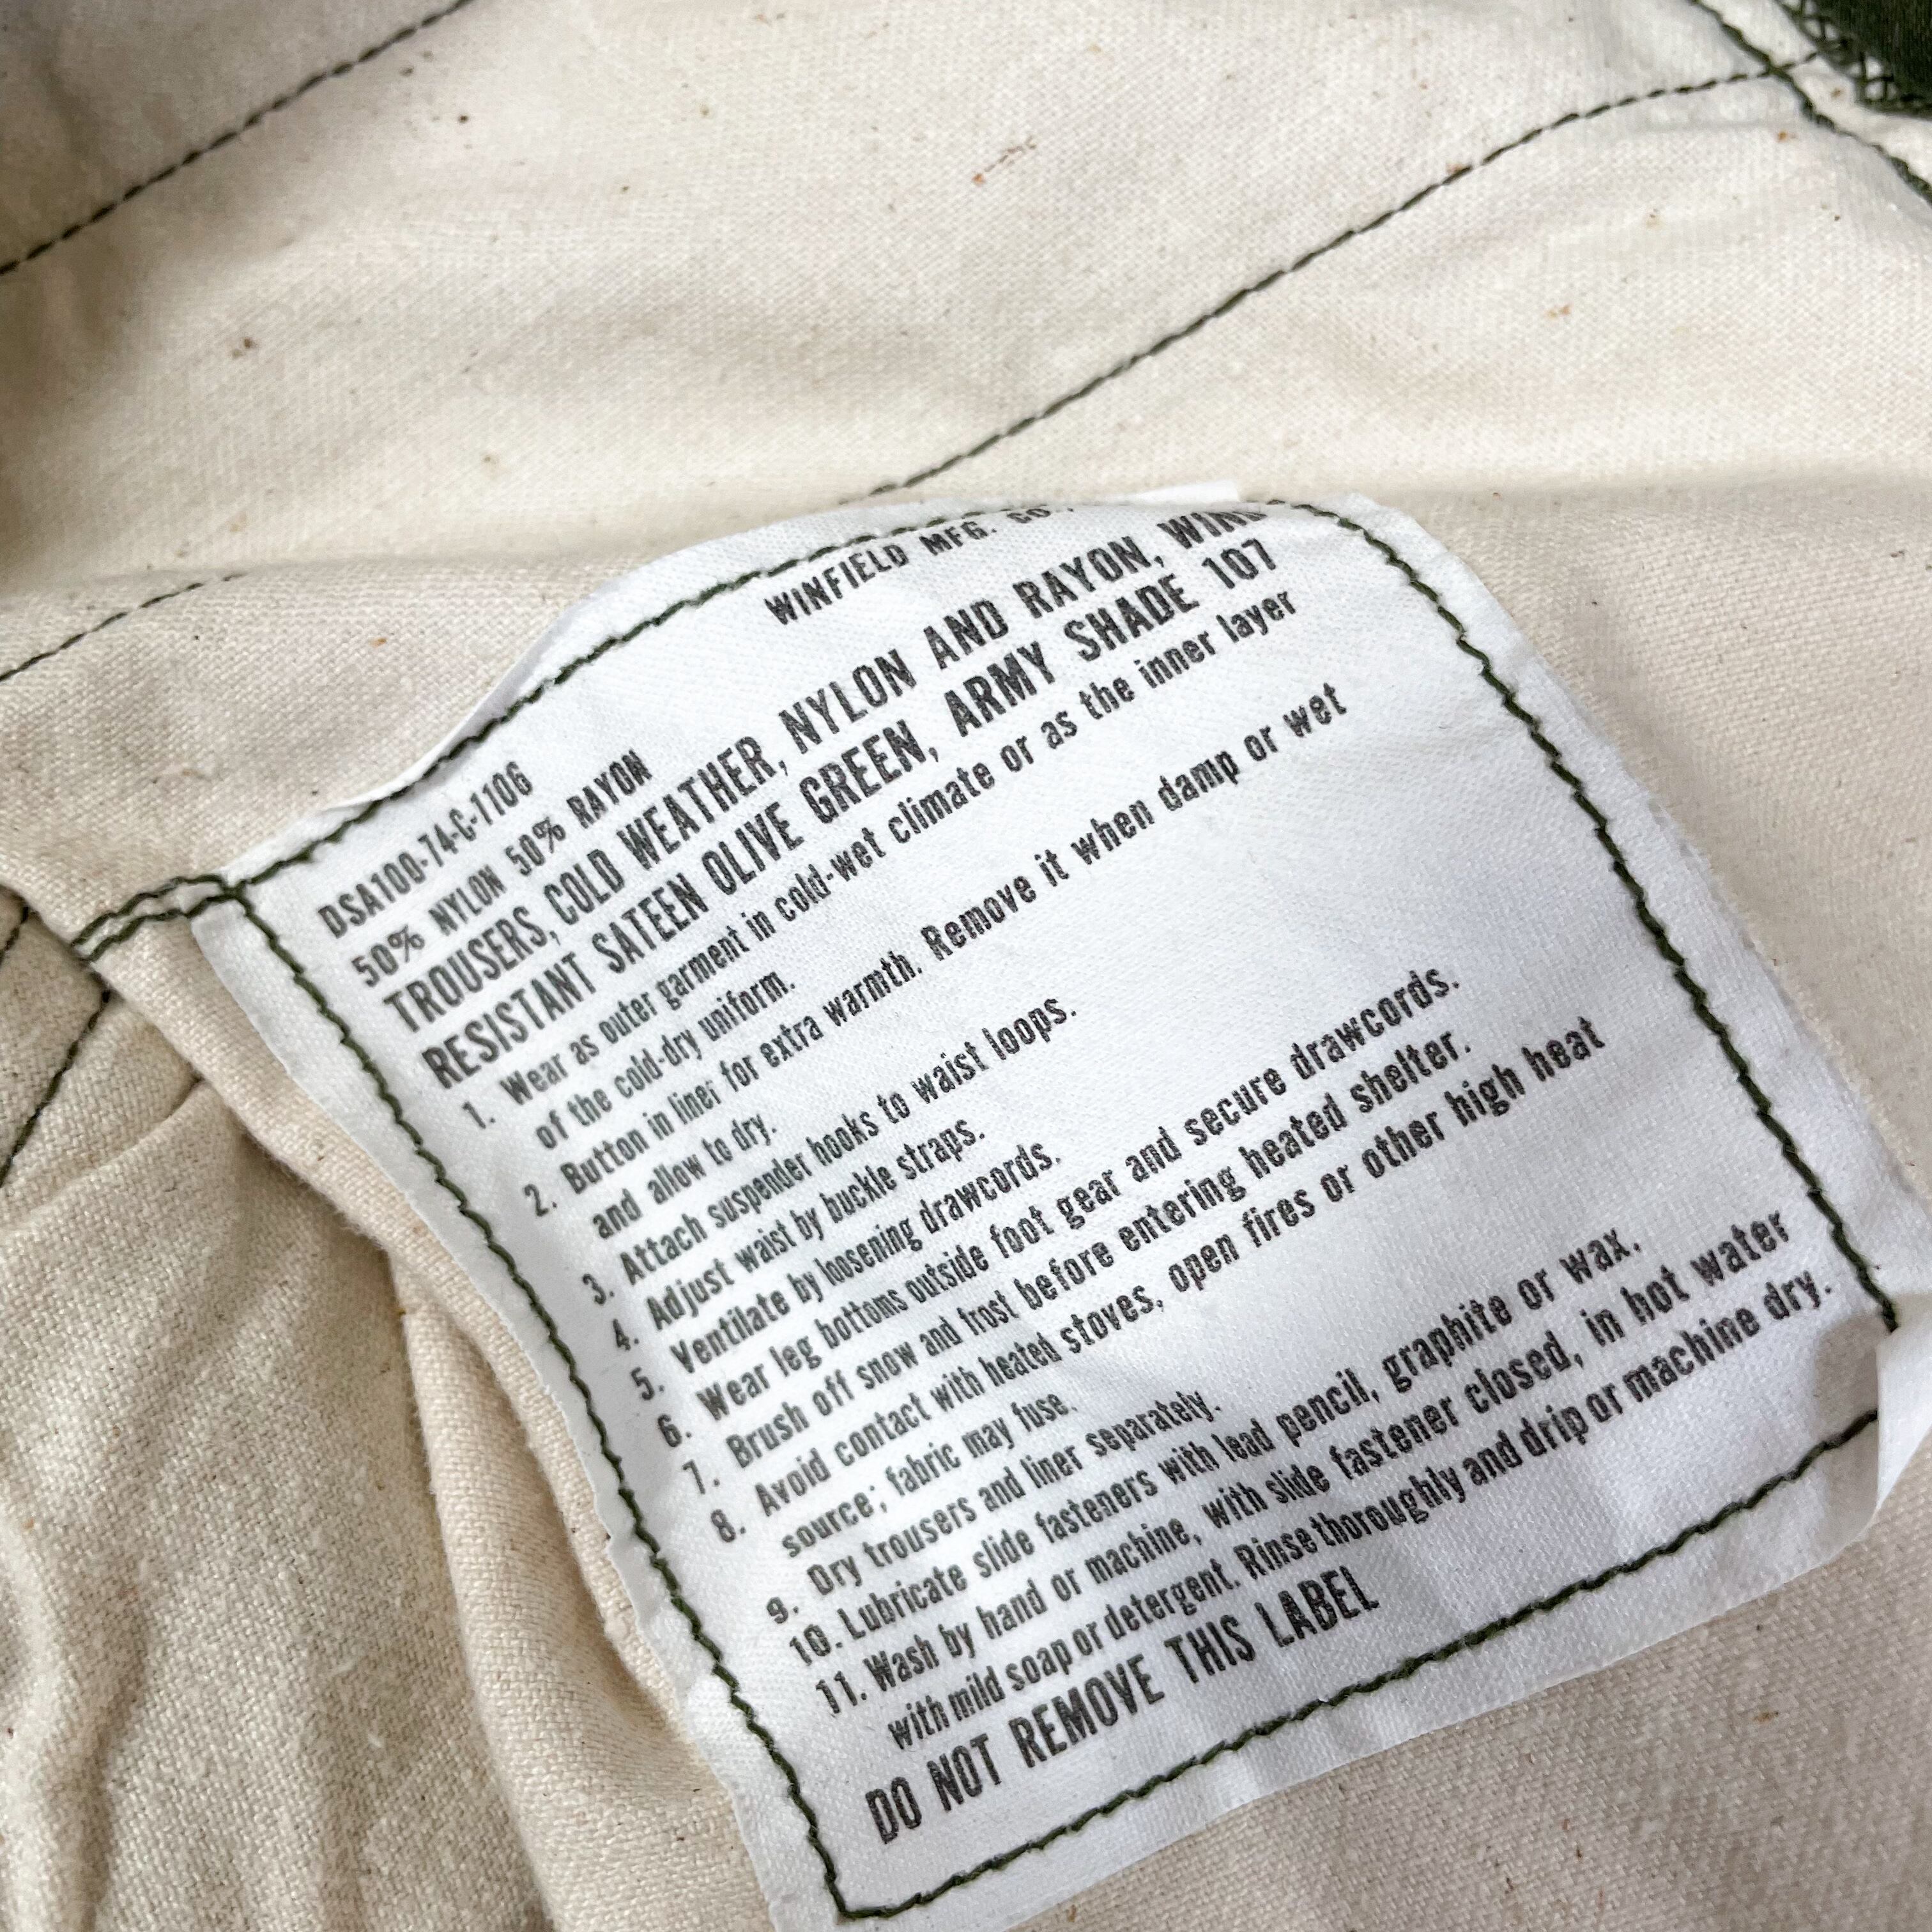 WINFIELD MFG. CO.,
DSA100-74-C-1106
50% NYLON 50% RAYON
TROUSERS, COLD WEATHER, NYLON AND RAYON,
RESISTANT SATEEN OLIVE GREEN, ARMY SHADE 107
1. Wear as outer garment in cold-wet climate or as the inner layer
of the cold-dry uniform.
2. Button in liner for extra warmth. Remove it when damp or wet
and allow to dry.
3. Attach suspender hooks to waist loops.
4. Adjust waist by buckle straps.
5. Ventilate by loosening drawcords.
6. Wear leg bottoms outside foot gear and secure drawcords.
7. Brush off snow and frost before entering heated shelter.
8. Avoid contact with heated stoves, open fires or other high heat
source; fabric may fuse.
9. Dry trousers and liner separately.
10. Lubricate slide fasteners with lead pencil, graphite or wax.
11. Wash by hand or machine, with slide fastener closed, in hot water
with mild soap or detergent. Rinse thoroughly and drip or machine dry.
DO NOT REMOVE THIS LABEL